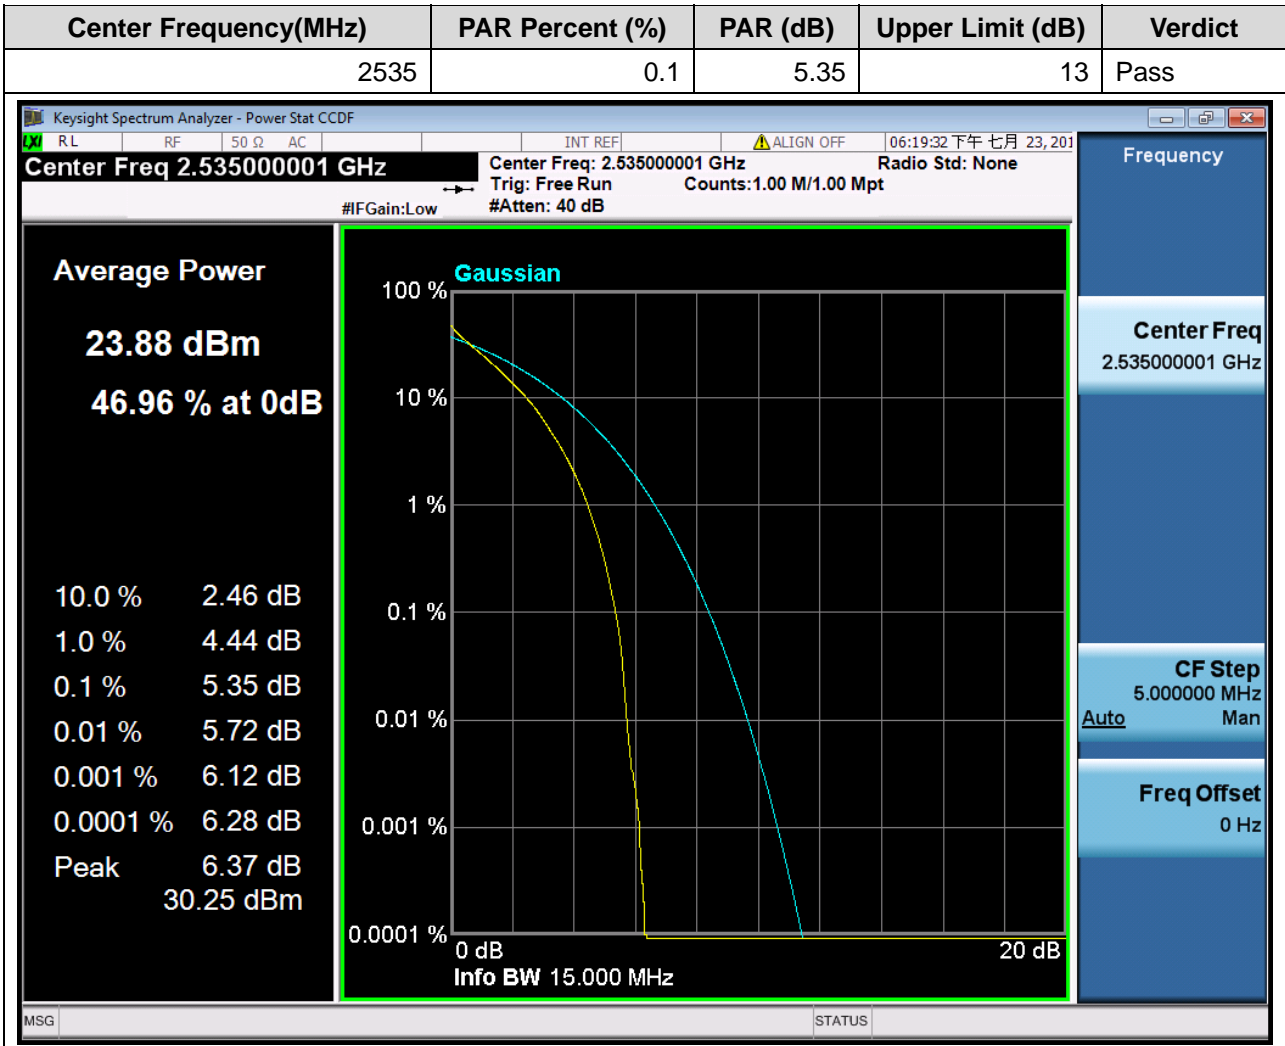 Center Frequency(MHz) PAR Percent (%) PAR (dB) Upper Limit (dB) Verdict
2535 0.1 5.35 13 Pass
Keysight Spectrum Analyzer - Power Stat CCDF
LXI RL RF 50 Ω AC INT REF ALIGN OFF 06:19:32 下午 七月 23, 201
Center Freq 2.535000001 GHz
Center Freq: 2.535000001 GHz Radio Std: None
Trig: Free Run Counts:1.00 M/1.00 Mpt
#IFGain:Low #Atten: 40 dB
Average Power
23.88 dBm
46.96 % at 0dB
10.0 % 2.46 dB
1.0 % 4.44 dB
0.1 % 5.35 dB
0.01 % 5.72 dB
0.001 % 6.12 dB
0.0001 % 6.28 dB
Peak 6.37 dB
30.25 dBm
Gaussian
100 %
10 %
1 %
0.1 %
0.01 %
0.001 %
0.0001 %
0 dB 20 dB
Info BW 15.000 MHz
Frequency
Center Freq
2.535000001 GHz
CF Step
5.000000 MHz
Auto Man
Freq Offset
0 Hz
MSG STATUS